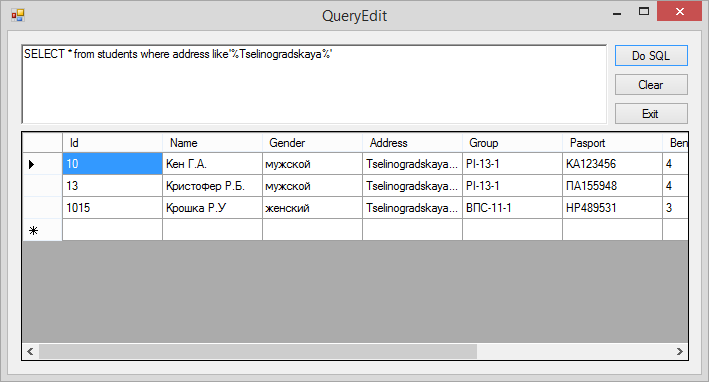 QueryEdit
SELECT * from students where address like'%Tselinogradskaya%'
Do SQL
Clear
Exit
Id Name Gender Address Group Pasport Ben
10 Кен Г.А. мужской Tselinogradskaya... PI-13-1 КА123456 4
13 Кристофер Р.Б. мужской Tselinogradskaya... PI-13-1 ПА155948 4
1015 Крошка Р.У женский Tselinogradskaya... ВПС-11-1 НР489531 3